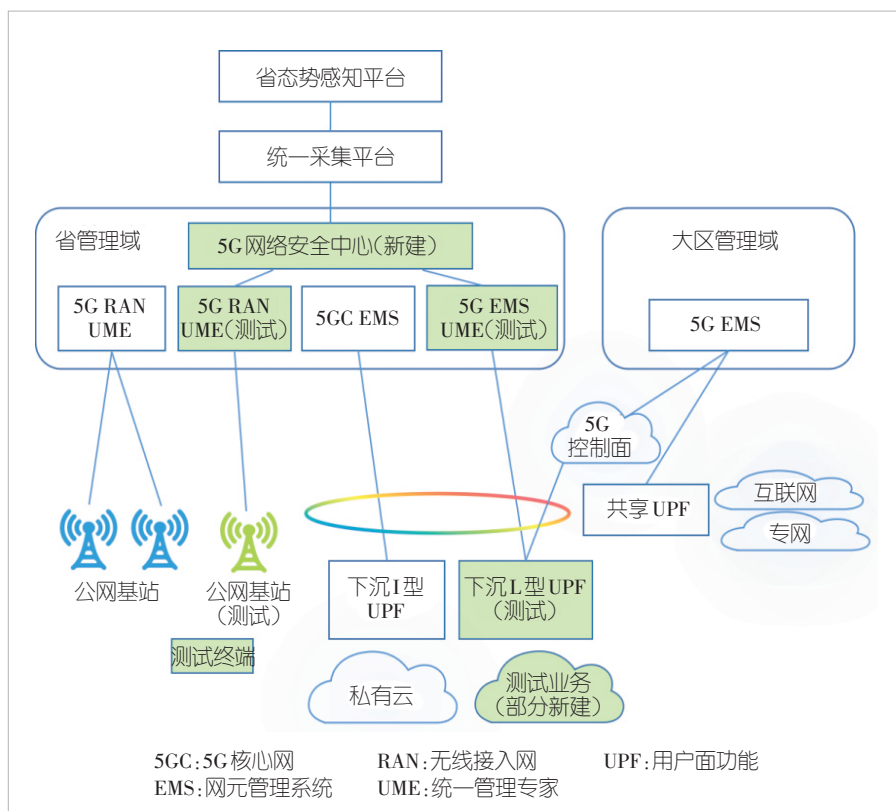 省态势感知平台
统一采集平台
省管理域
5G网络安全中心（新建）
大区管理域
5G RAN
UME
5G RAN
UME（测试）
5GC EMS
5G EMS
UME（测试）
5G EMS
5G
控制面
共享UPF
互联网
专网
公网基站
公网基站
（测试）
下沉I型
UPF
下沉L型UPF
（测试）
测试终端
私有云
测试业务
（部分新建）
5GC：5G核心网 RAN：无线接入网 UPF：用户面功能
EMS：网元管理系统 UME：统一管理专家